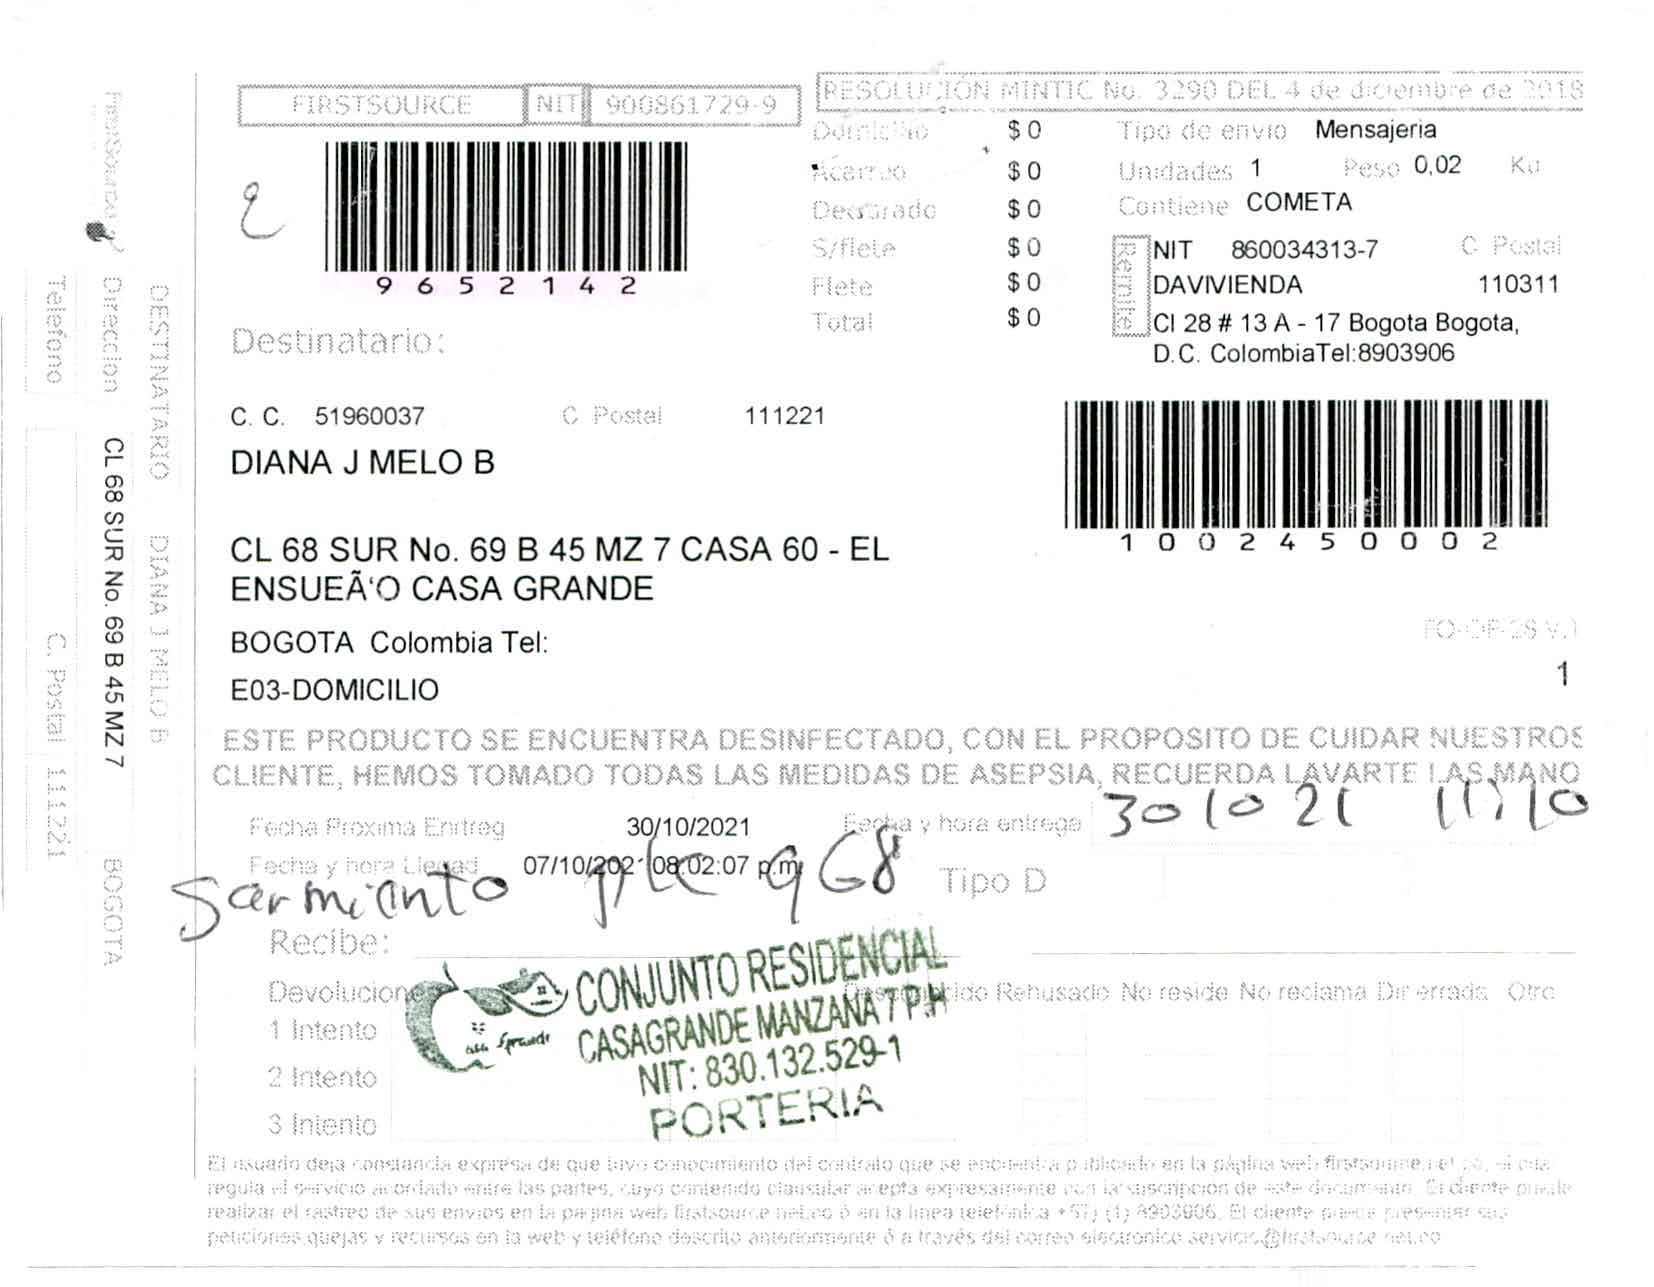 FIRSTSOURCE NIT 900861729-9
RESOLUCIÓN MINTIC No. 3290 DEL 4 de diciembre de 2018
9652142
Domicilio $ 0
Acarreo $ 0
$ 0
S/flete $ 0
Flete $ 0
Total $ 0
Tipo de envio Mensajeria
Unidades 1 Peso 0,02 Kg
Contiene COMETA
Remite
NIT 860034313-7 C Postal
DAVIVIENDA 110311
Cl 28 # 13 A - 17 Bogota Bogota,
D.C. ColombiaTel:8903906
1002450002
Destinatario:
C. C. 51960037 C Postal 111221
DIANA J MELO B
CL 68 SUR No. 69 B 45 MZ 7 CASA 60 - EL
ENSUEÃ‘O CASA GRANDE
BOGOTA Colombia Tel:
E03-DOMICILIO
FO-OP-28 V.1
1
ESTE PRODUCTO SE ENCUENTRA DESINFECTADO, CON EL PROPOSITO DE CUIDAR NUESTROS
CLIENTE, HEMOS TOMADO TODAS LAS MEDIDAS DE ASEPSIA, RECUERDA LAVARTE LAS MANO
Fecha Proxima Entreg 30/10/2021
Fecha y hora entrega 30 10 21 11:10
Fecha y hora Llegad 07/10/2021 08:02:07 p.m.
Sarmiento 968
Tipo D
Recibe:
Devolucion Desconocido Rehusado No reside No reclama Dir errada Otro
1 Intento
2 Intento
3 Intento
CONJUNTO RESIDENCIAL
CASAGRANDE MANZANA 7 P.H
NIT: 830.132.529-1
PORTERIA
El usuario deja constancia expresa de que tuvo conocimiento del contrato que se encuentra publicado en la página web firstsource.net.co, el cual
regula el servicio acordado entre las partes, cuyo contenido clausular acepta expresamente con la suscripción de este documento. El cliente puede
realizar el rastreo de sus envios en la pagina web firstsource.net.co ó en la linea telefónica +57) (1) 8903906. El cliente puede presentar sus
peticiones,quejas y recursos en la web y teléfono descrito anteriormente ó a través del correo electronico servicio@firstsource.net.co
FirstSource
DESTINATARIO DIANA J MELO B
Direccion CL 68 SUR No. 69 B 45 MZ 7 BOGOTA
Telefono C. Postal 111221